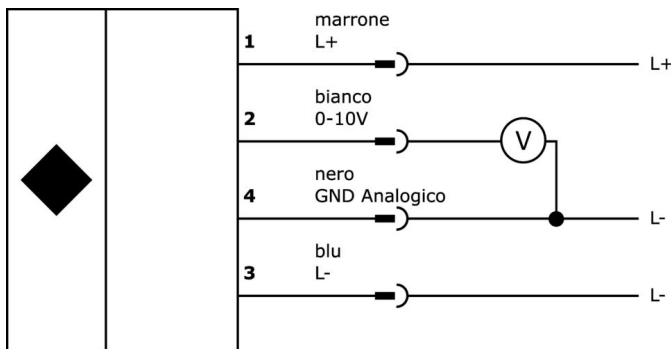 marrone
1 L+ L+
bianco
2 0-10V V
nero
4 GND Analogico L-
blu
3 L- L-